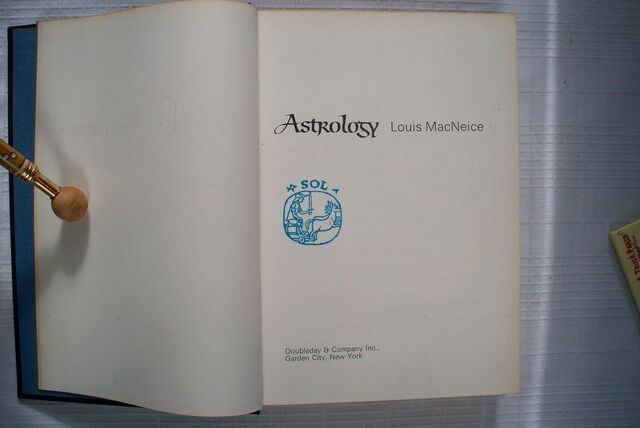 Astrology Louis MacNeice
SOL
Doubleday & Company Inc.,
Garden City, New York